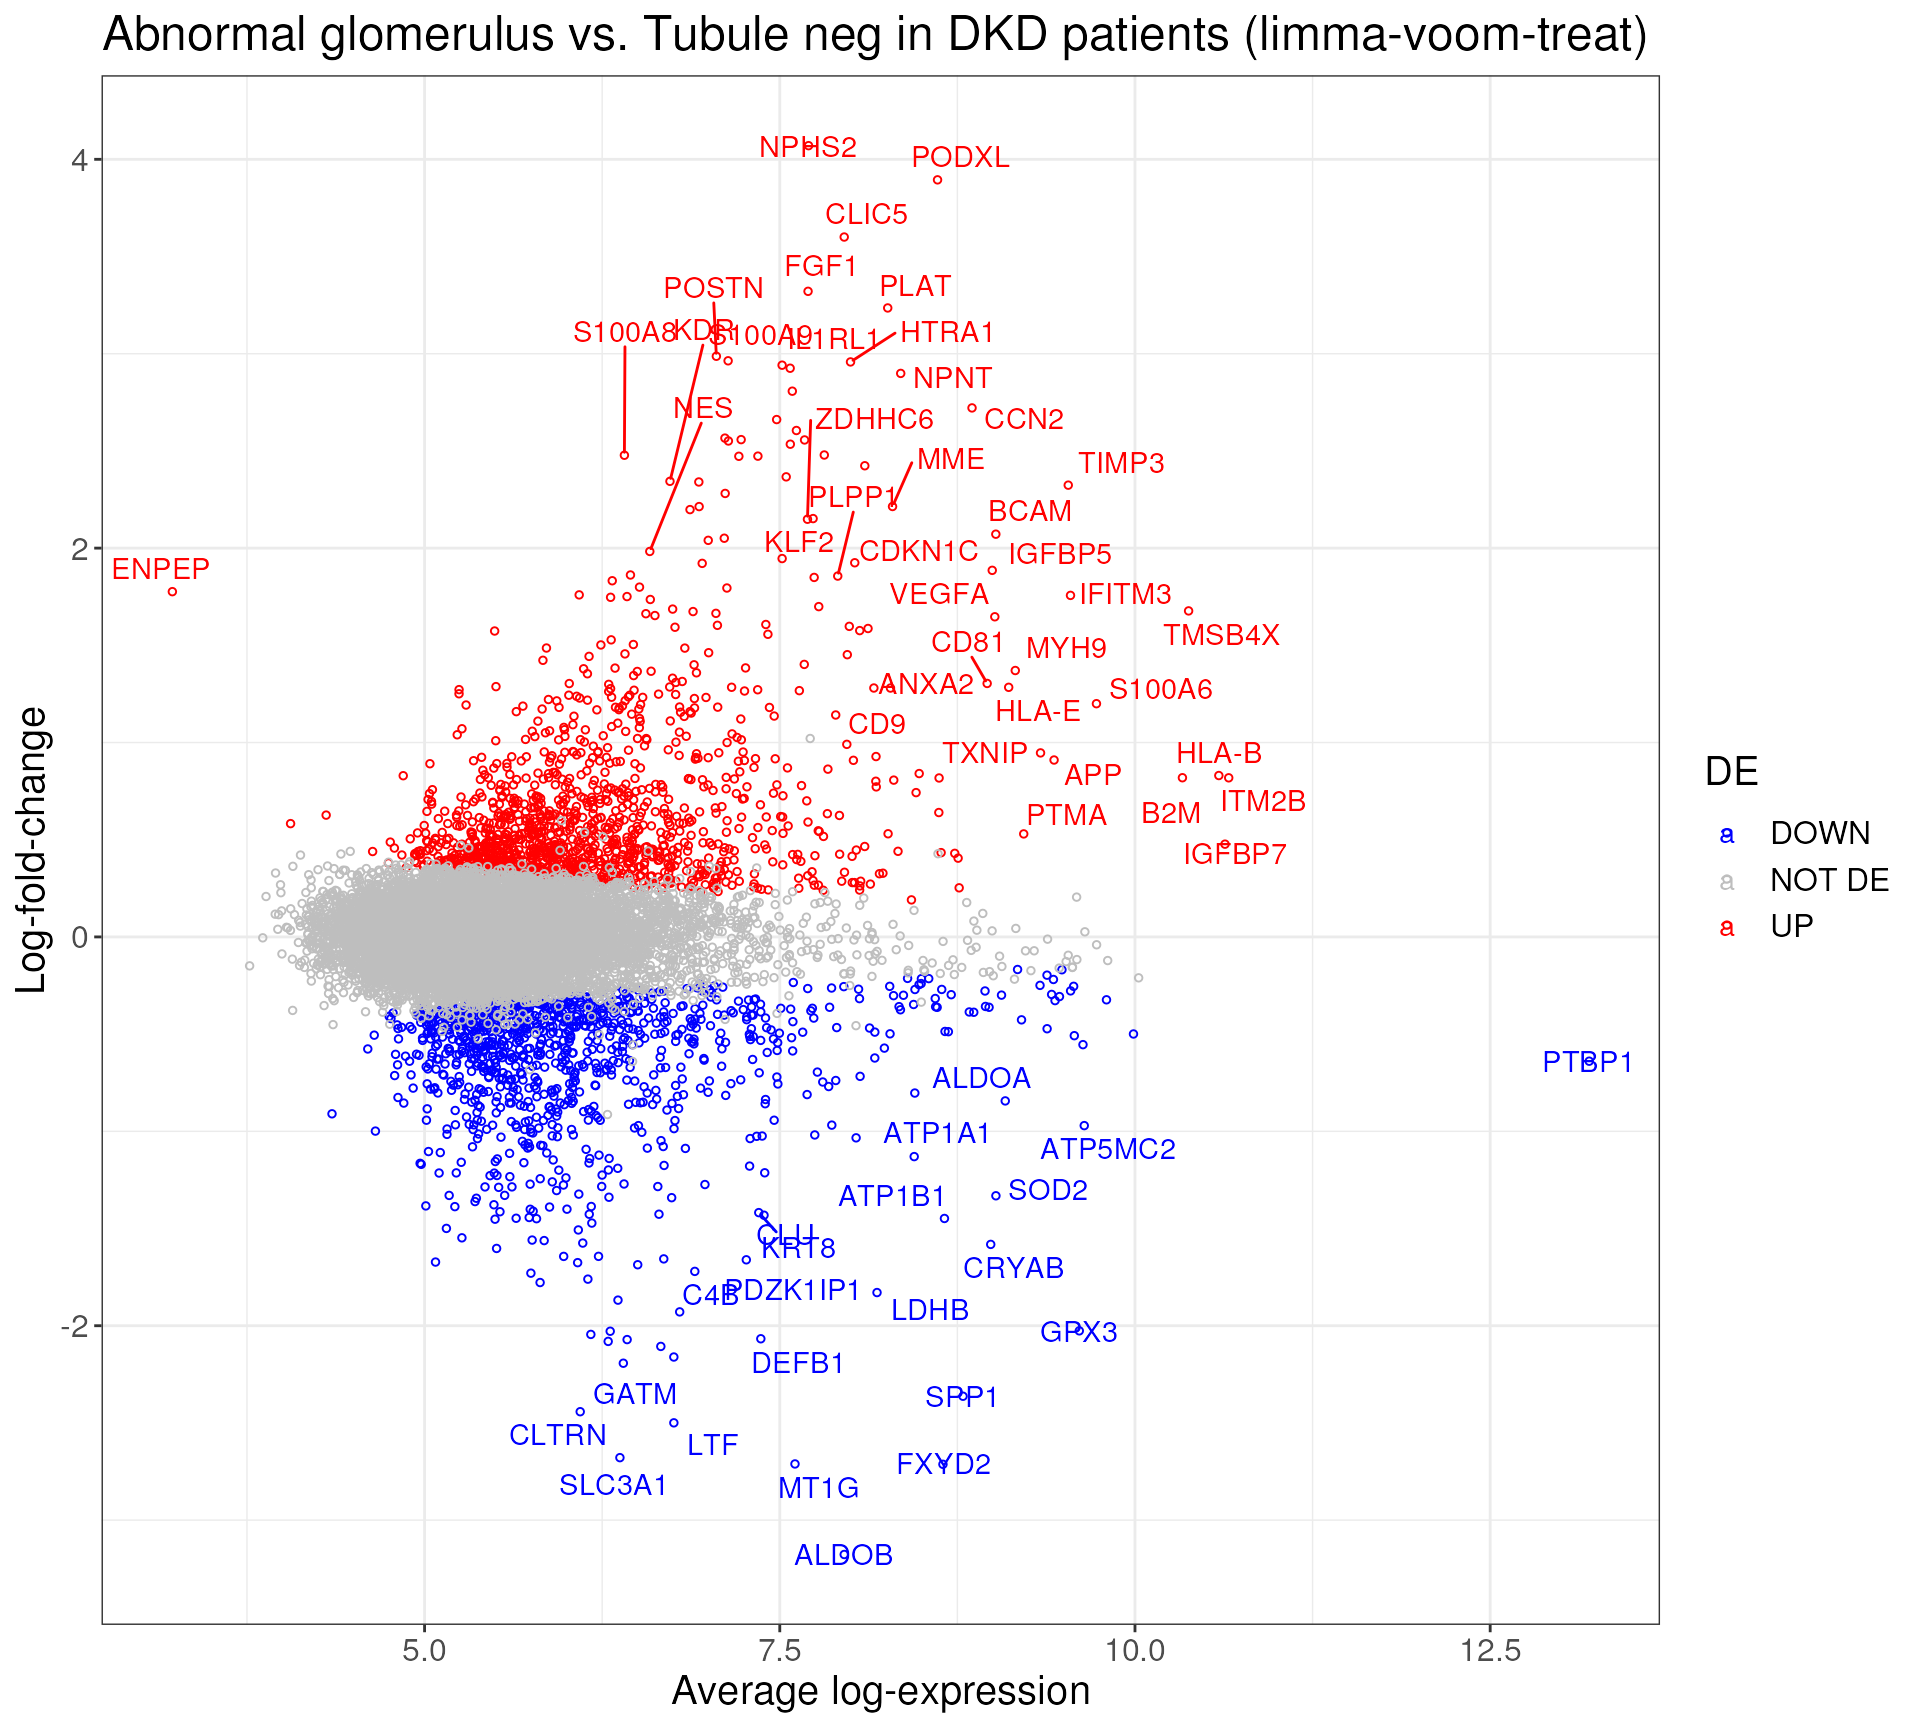 Abnormal glomerulus vs. Tubule neg in DKD patients (limma-voom-treat)
NPHS2
PODXL
CLIC5
FGF1
POSTN
PLAT
S100A8
KDR
S100A9
IL1RL1
HTRA1
NPNT
NES
ZDHHC6
CCN2
MME
TIMP3
PLPP1
BCAM
KLF2
CDKN1C
IGFBP5
ENPEP
VEGFA
IFITM3
TMSB4X
CD81
MYH9
ANXA2
S100A6
HLA-E
CD9
TXNIP
HLA-B
APP
ITM2B
PTMA
B2M
IGFBP7
PTBP1
ALDOA
ATP1A1
ATP5MC2
ATP1B1
SOD2
CLU
KRT8
CRYAB
C4B
PDZK1IP1
LDHB
GPX3
DEFB1
GATM
SPP1
CLTRN
LTF
SLC3A1
MT1G
FXYD2
ALDOB
4
2
0
-2
Log-fold-change
5.0
7.5
10.0
12.5
Average log-expression
DE
a DOWN
a NOT DE
a UP